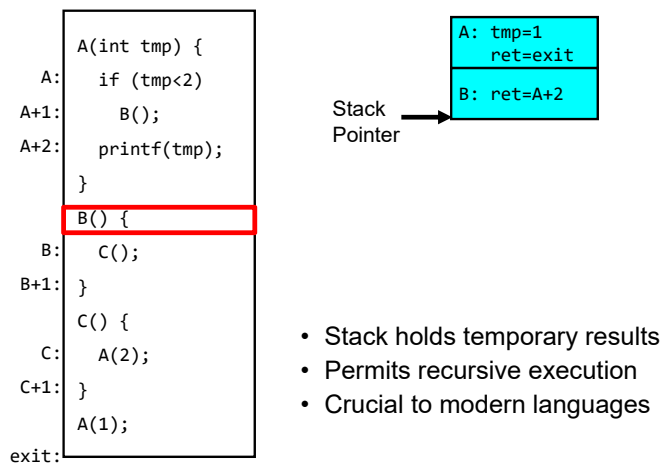 A(int tmp) {
A: if (tmp<2)
A+1: B();
A+2: printf(tmp);
}
B() {
B: C();
B+1: }
C() {
C: A(2);
C+1: }
A(1);
exit:
A: tmp=1
ret=exit
B: ret=A+2
Stack
Pointer
• Stack holds temporary results
• Permits recursive execution
• Crucial to modern languages